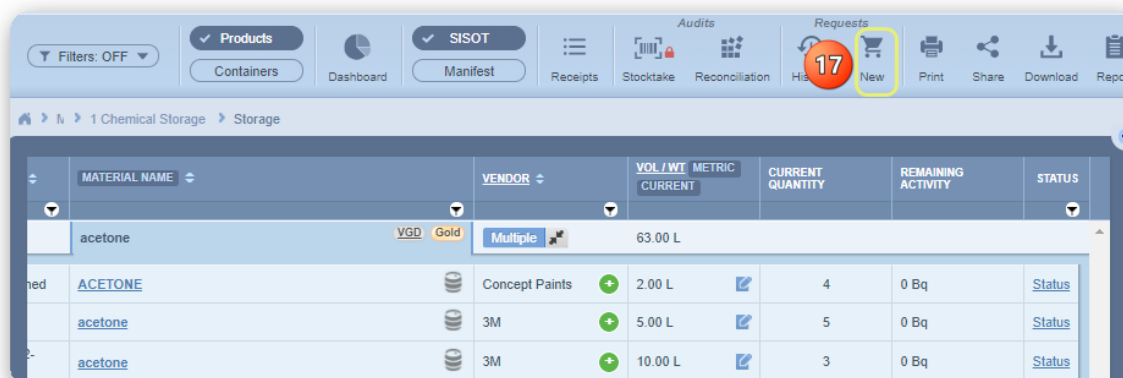 Audits
Requests
Filters: OFF
Products
Containers
Dashboard
SISOT
Manifest
Receipts
Stocktake
Reconciliation
17
New
Print
Share
Download
1 Chemical Storage
Storage
MATERIAL NAME
VENDOR
VOL / WT METRIC
CURRENT
CURRENT
QUANTITY
REMAINING
ACTIVITY
STATUS
acetone VGD Gold Multiple 63.00 L
ACETONE Concept Paints 2.00 L 4 0 Bq Status
acetone 3M 5.00 L 5 0 Bq Status
acetone 3M 10.00 L 3 0 Bq Status